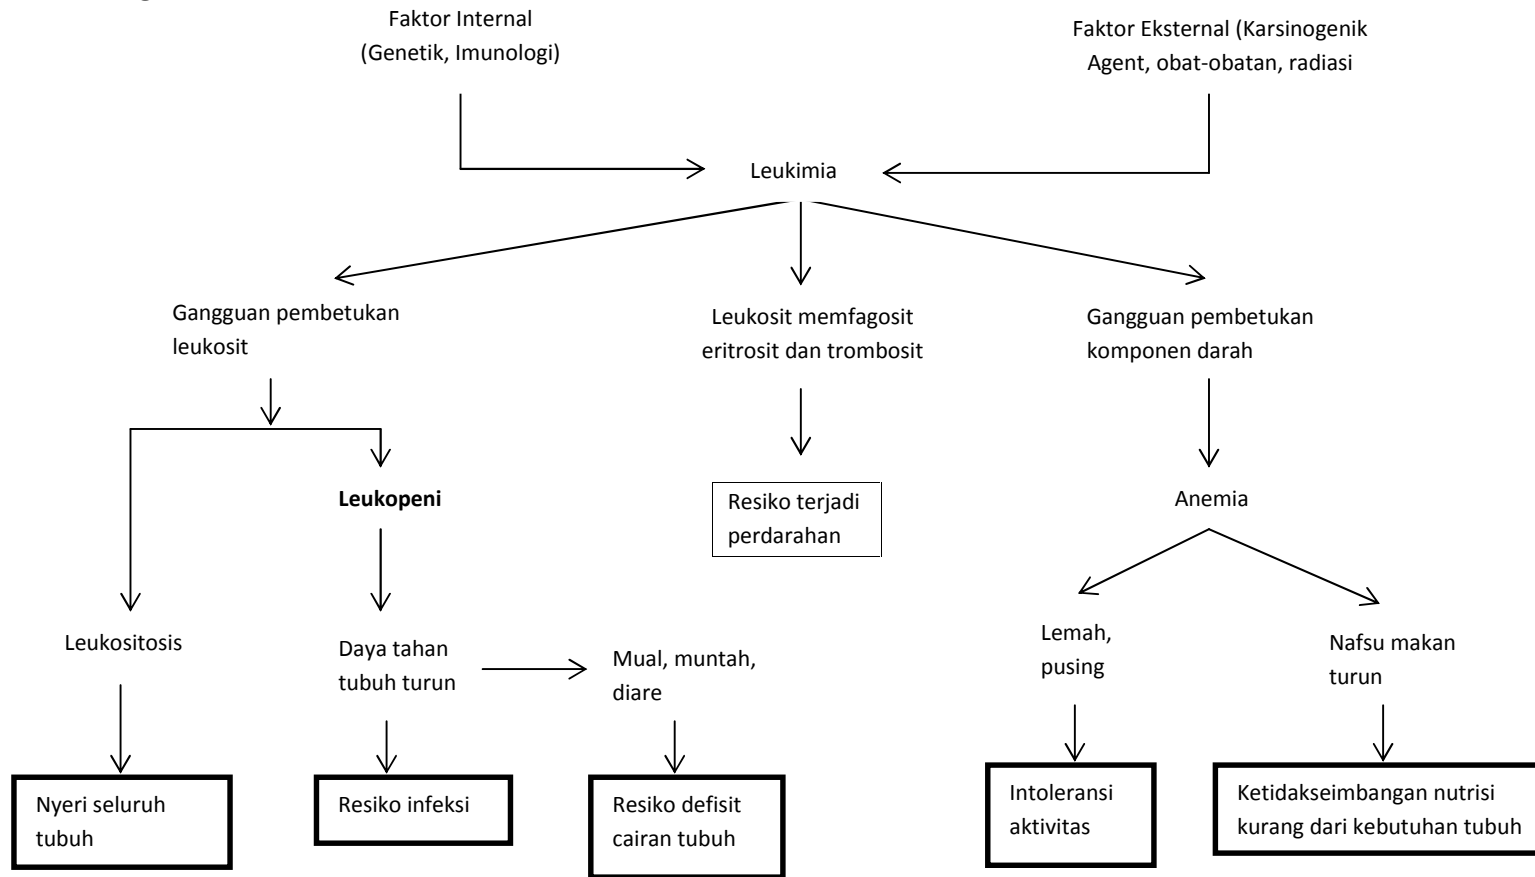 Faktor Internal
(Genetik, Imunologi)
Faktor Eksternal (Karsinogenik
Agent, obat-obatan, radiasi
Leukimia
Gangguan pembetukan
leukosit
Leukosit memfagosit
eritrosit dan trombosit
Gangguan pembetukan
komponen darah
Leukopeni
Resiko terjadi
perdarahan
Anemia
Leukositosis
Daya tahan
tubuh turun
Mual, muntah,
diare
Lemah,
pusing
Nafsu makan
turun
Nyeri seluruh
tubuh
Resiko infeksi
Resiko defisit
cairan tubuh
Intoleransi
aktivitas
Ketidakseimbangan nutrisi
kurang dari kebutuhan tubuh